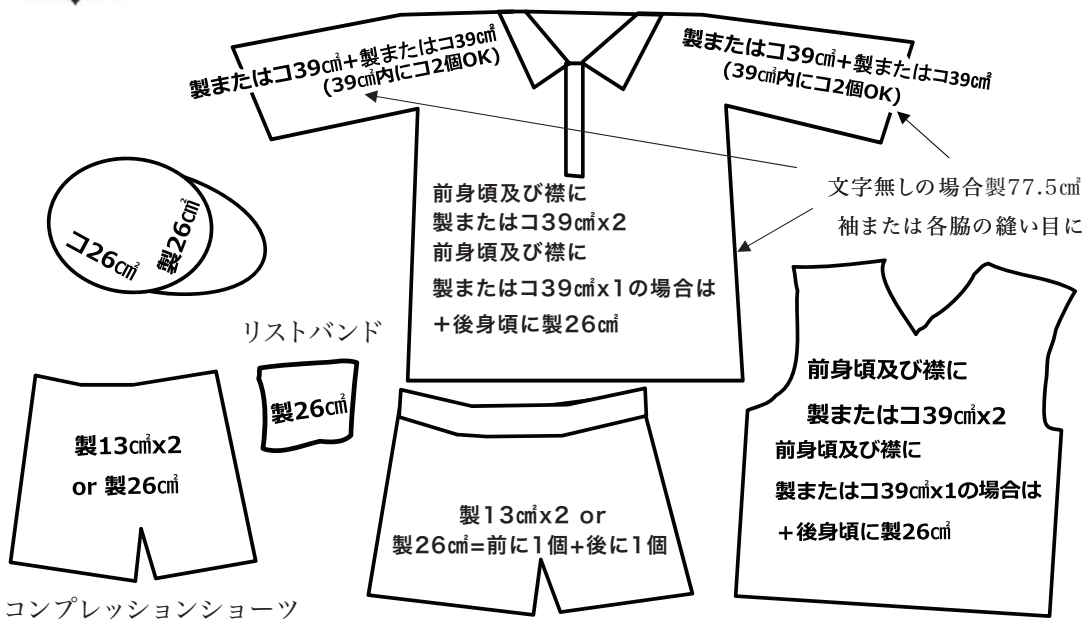 製またはコ39㎠+製またはコ39㎠
(39㎠内にコ2個OK)
製またはコ39㎠+製またはコ39㎠
(39㎠内にコ2個OK)
前身頃及び襟に
製またはコ39㎠x2
前身頃及び襟に
製またはコ39㎠x1の場合は
+後身頃に製26㎠
文字無しの場合製77.5㎠
袖または各脇の縫い目に
コ26㎠
製26㎠
リストバンド
製26㎠
製13㎠x2
or 製26㎠
コンプレッションショーツ
製13㎠x2 or
製26㎠=前に1個+後に1個
前身頃及び襟に
製またはコ39㎠x2
前身頃及び襟に
製またはコ39㎠x1の場合は
+後身頃に製26㎠